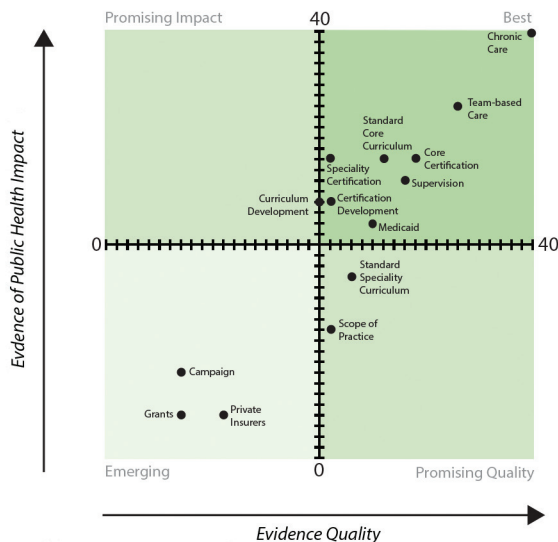 Promising Impact
40
Best
Chronic
Care
Team-based
Care
Standard
Core
Curriculum
Core
Certification
Speciality
Certification
Supervision
Curriculum
Development
Certification
Development
Medicaid
0
40
Standard
Speciality
Curriculum
Scope of
Practice
Campaign
Grants
Private
Insurers
Emerging
0
Promising Quality
Evdence of Public Health Impact
Evidence Quality